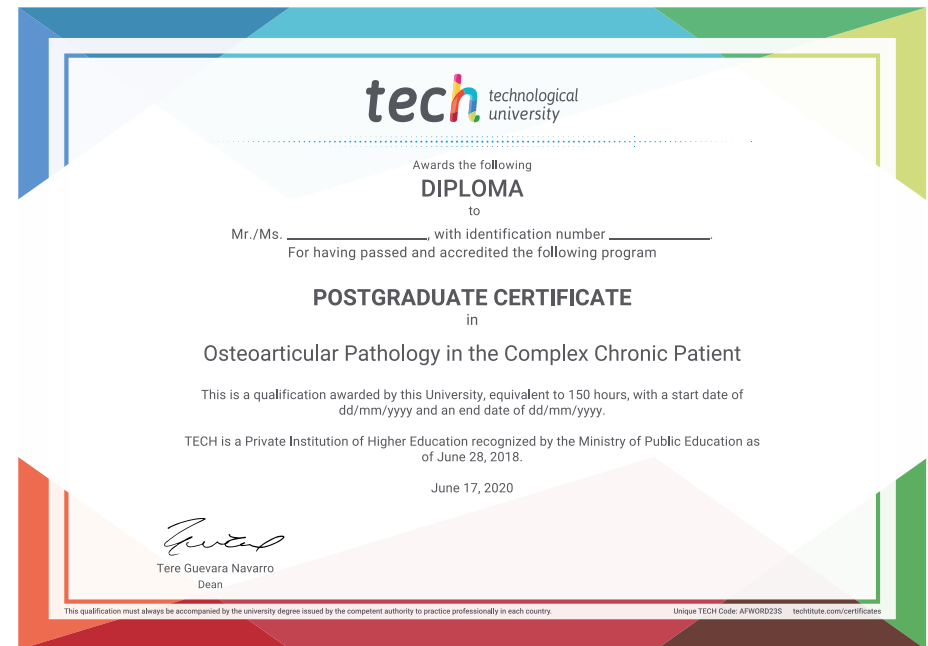 tech technological
university
Awards the following
DIPLOMA
to
Mr./Ms. ____________________, with identification number ______________.
For having passed and accredited the following program
POSTGRADUATE CERTIFICATE
in
Osteoarticular Pathology in the Complex Chronic Patient
This is a qualification awarded by this University, equivalent to 150 hours, with a start date of
dd/mm/yyyy and an end date of dd/mm/yyyy.
TECH is a Private Institution of Higher Education recognized by the Ministry of Public Education as
of June 28, 2018.
June 17, 2020
Tere Guevara Navarro
Dean
This qualification must always be accompanied by the university degree issued by the competent authority to practice professionally in each country.
Unique TECH Code: AFWORD23S techtitute.com/certificates